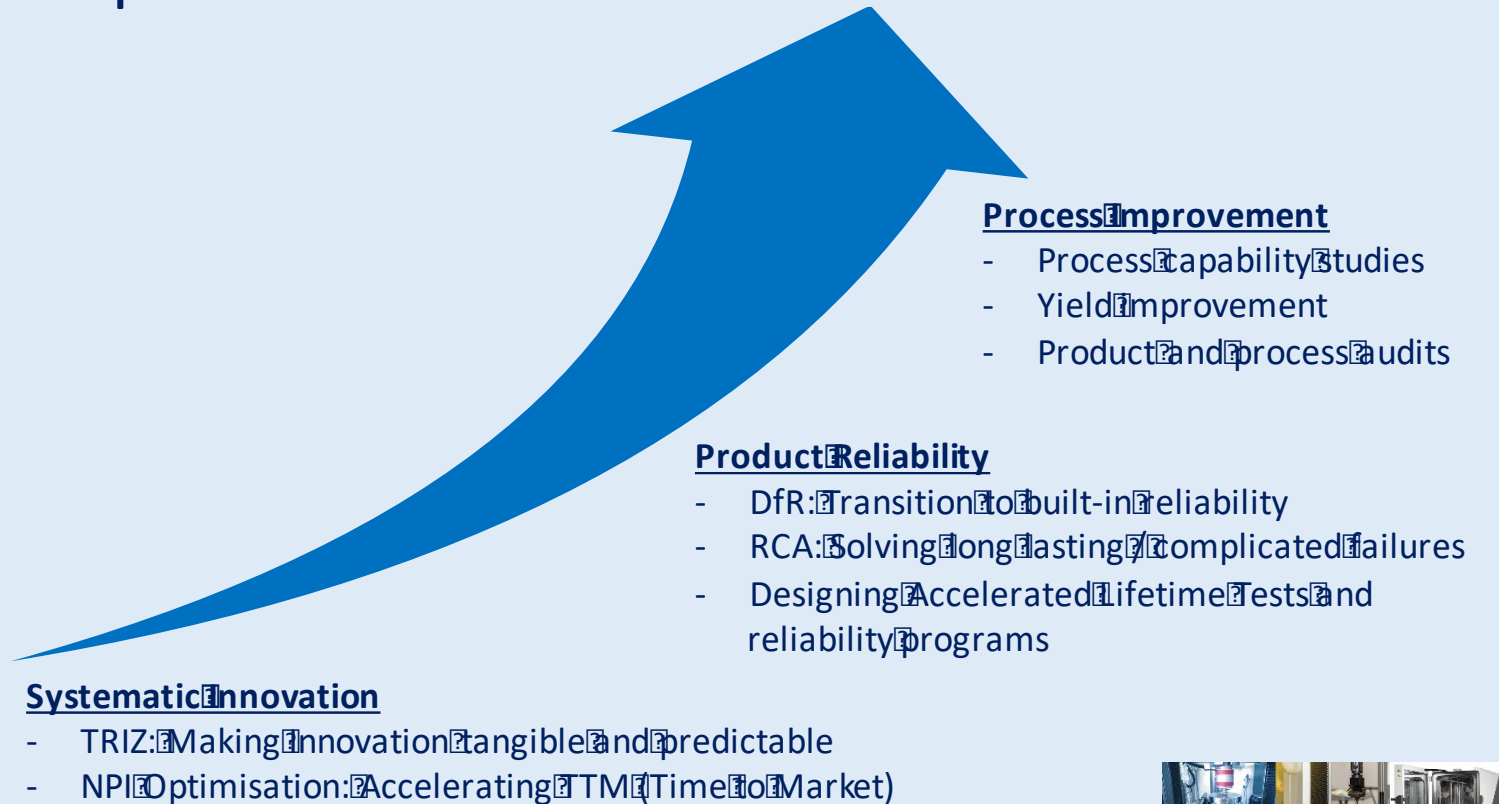 Process Improvement
- Process capability studies
- Yield improvement
- Product and process audits
Product Reliability
- DfR: Transition to built-in reliability
- RCA: Solving long lasting / complicated failures
- Designing Accelerated Lifetime Tests and
reliability programs
Systematic Innovation
- TRIZ: Making Innovation tangible and predictable
- NPI Optimisation: Accelerating TTM (Time to Market)